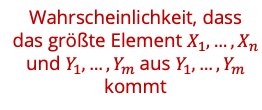 Wahrscheinlichkeit, dass
das größte Element X₁, … , Xₙ
und Y₁, … , Yₘ aus Y₁, … , Yₘ
kommt